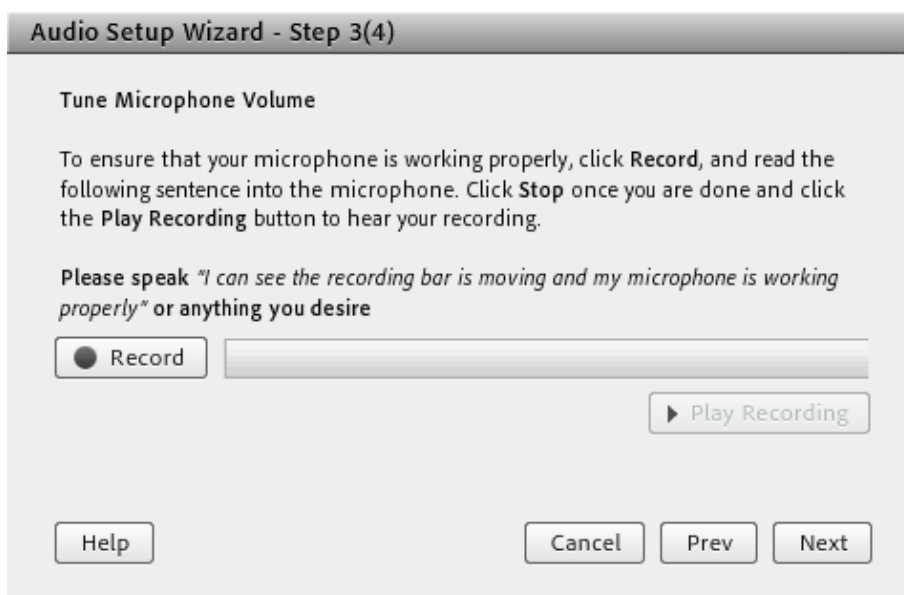 Audio Setup Wizard - Step 3(4)
Tune Microphone Volume
To ensure that your microphone is working properly, click Record, and read the
following sentence into the microphone. Click Stop once you are done and click
the Play Recording button to hear your recording.
Please speak "I can see the recording bar is moving and my microphone is working
properly" or anything you desire
Record
Play Recording
Help Cancel Prev Next